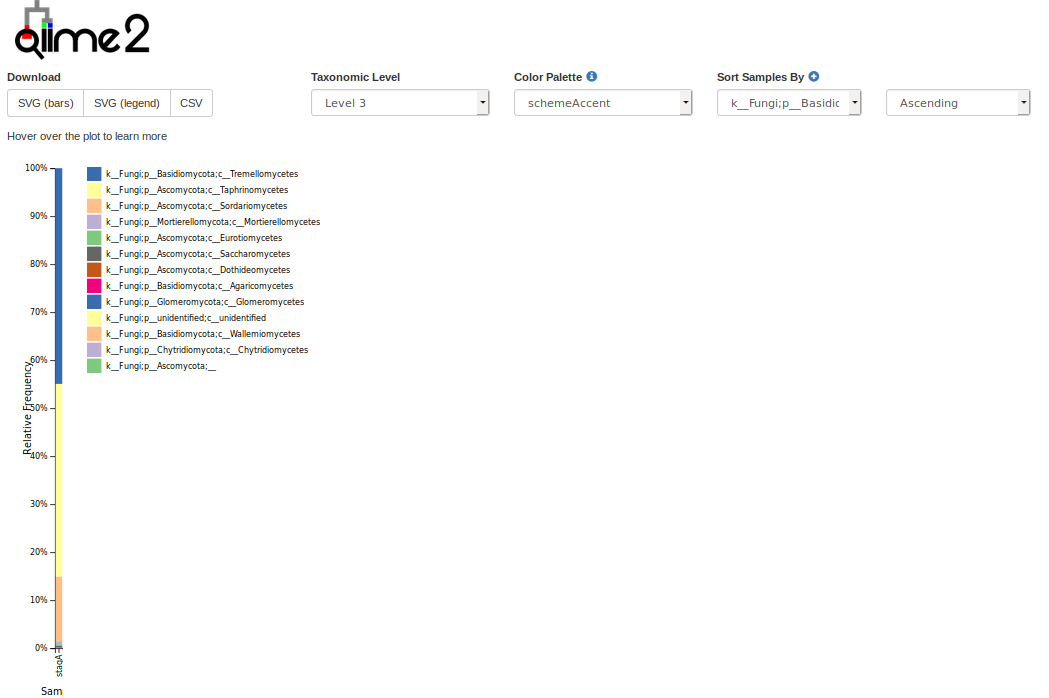 qiime2
Download
Taxonomic Level
Color Palette
Sort Samples By
SVG (bars)
SVG (legend)
CSV
Level 3
schemeAccent
k__Fungi;p__Basidic
Ascending
Hover over the plot to learn more
k__Fungi;p__Basidiomycota;c__Tremellomycetes
k__Fungi;p__Ascomycota;c__Taphrinomycetes
k__Fungi;p__Ascomycota;c__Sordariomycetes
k__Fungi;p__Mortierellomycota;c__Mortierellomycetes
k__Fungi;p__Ascomycota;c__Eurotiomycetes
k__Fungi;p__Ascomycota;c__Saccharomycetes
k__Fungi;p__Ascomycota;c__Dothideomycetes
k__Fungi;p__Basidiomycota;c__Agaricomycetes
k__Fungi;p__Glomeromycota;c__Glomeromycetes
k__Fungi;p__unidentified;c__unidentified
k__Fungi;p__Basidiomycota;c__Wallemiomycetes
k__Fungi;p__Chytridiomycota;c__Chytridiomycetes
k__Fungi;p__Ascomycota;__
100%
90%
80%
70%
60%
50%
40%
30%
20%
10%
0%
Relative Frequency
stagA
Sam